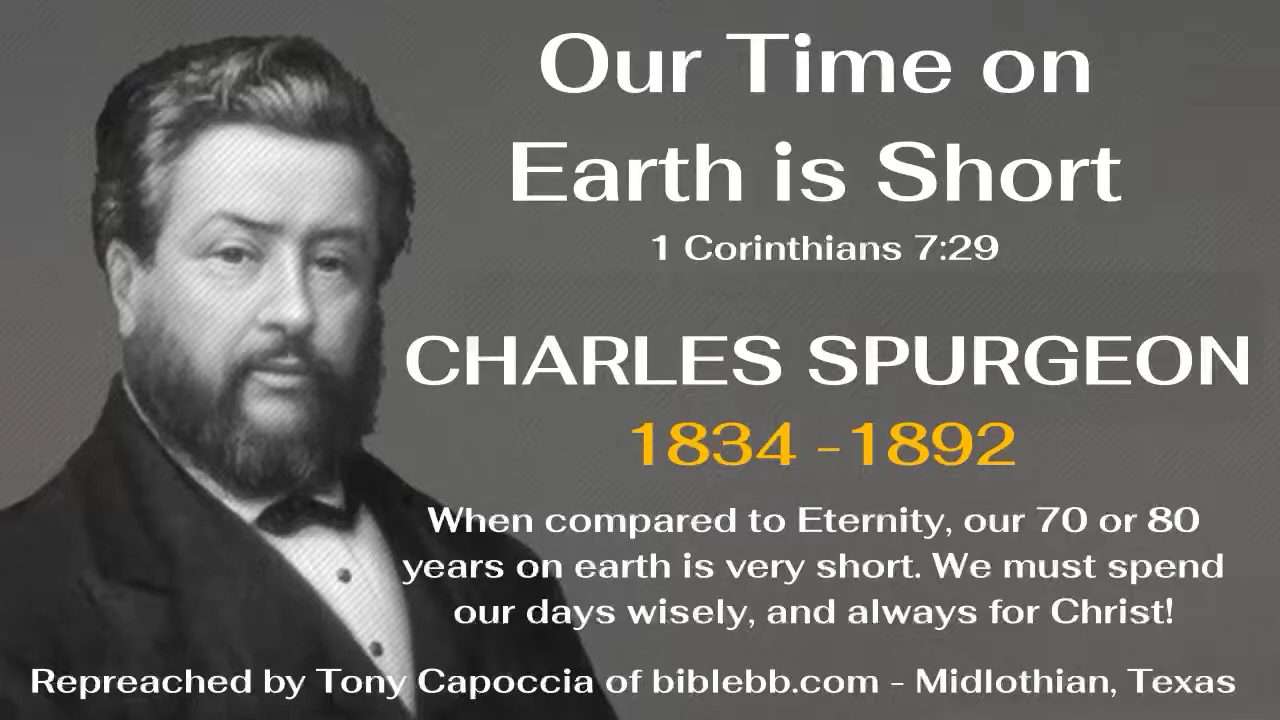 Our Time on
Earth is Short
1 Corinthians 7:29
CHARLES SPURGEON
1834 -1892
When compared to Eternity, our 70 or 80
years on earth is very short. We must spend
our days wisely, and always for Christ!
Repreached by Tony Capoccia of biblebb.com - Midlothian, Texas